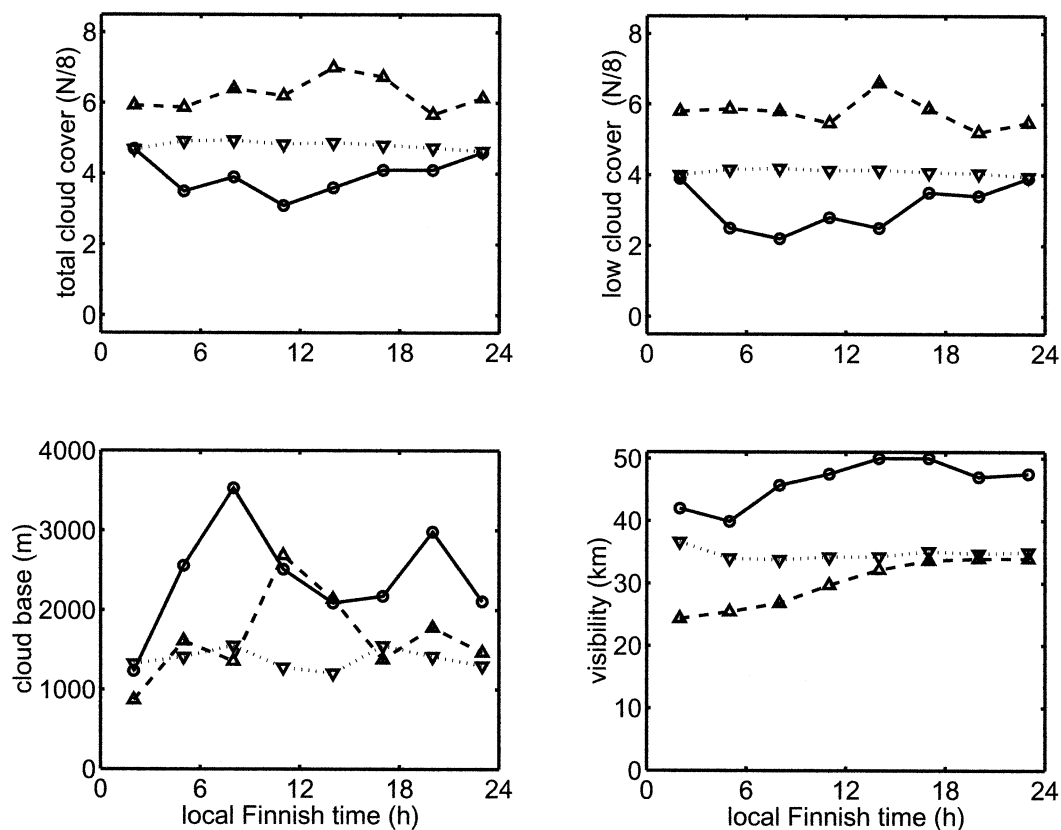 total cloud cover (N/8)
8
6
4
2
0
0 6 12 18 24
low cloud cover (N/8)
8
6
4
2
0
0 6 12 18 24
cloud base (m)
4000
3000
2000
1000
0
0 6 12 18 24
local Finnish time (h)
visibility (km)
50
40
30
20
10
0
0 6 12 18 24
local Finnish time (h)